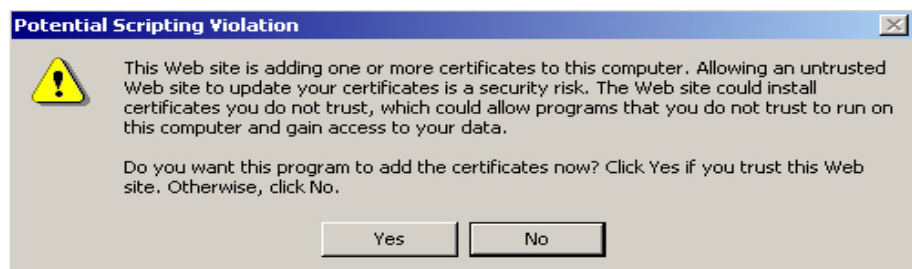 Potential Scripting Violation
This Web site is adding one or more certificates to this computer. Allowing an untrusted
Web site to update your certificates is a security risk. The Web site could install
certificates you do not trust, which could allow programs that you do not trust to run on
this computer and gain access to your data.
Do you want this program to add the certificates now? Click Yes if you trust this Web
site. Otherwise, click No.
Yes No